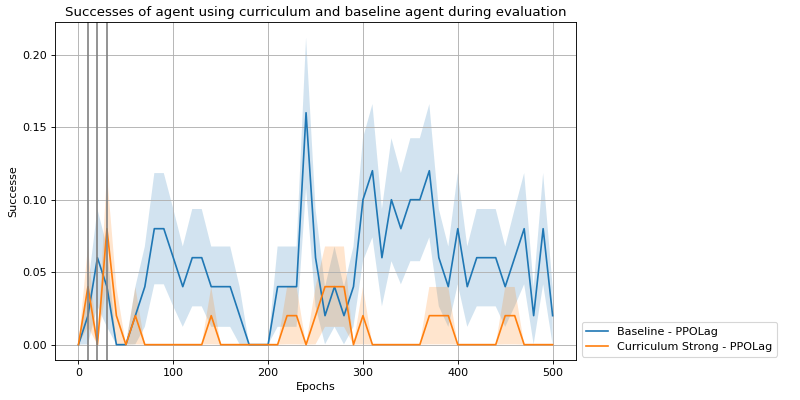 Successes of agent using curriculum and baseline agent during evaluation
0.20
0.15
0.10
0.05
0.00
Successe
0 100 200 300 400 500
Epochs
Baseline - PPOLag
Curriculum Strong - PPOLag